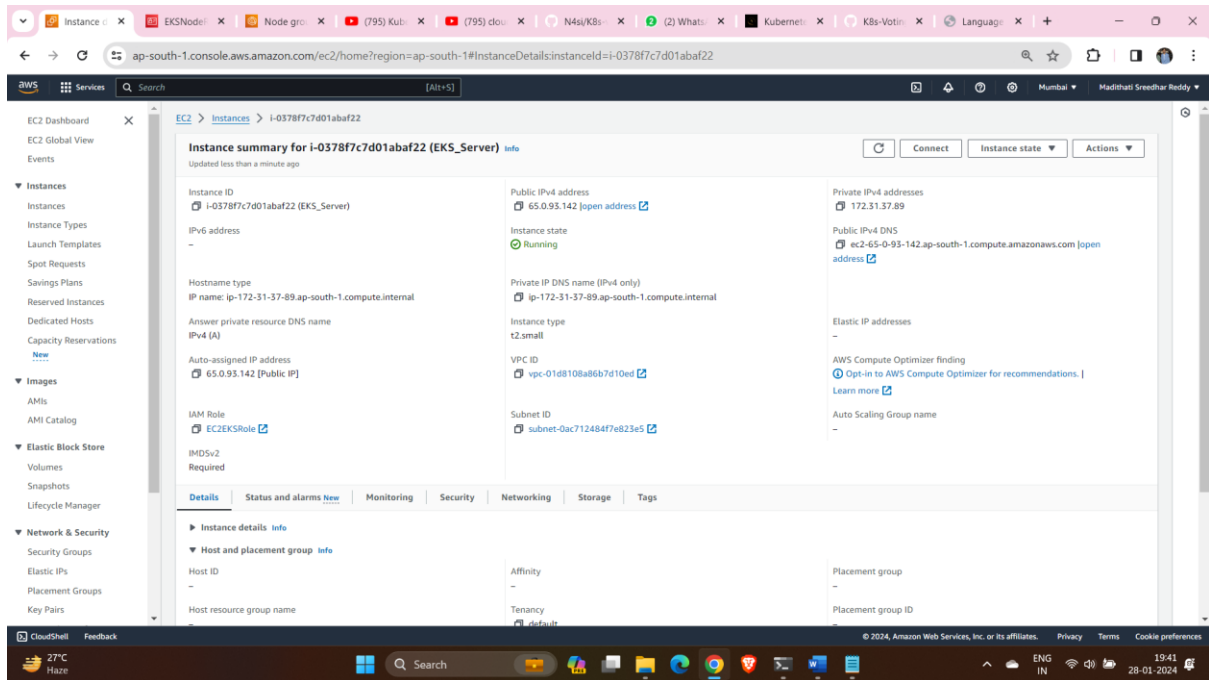 Instance d
EKSNodeR
Node grou
(795) Kube
(795) clou
N4si/K8s-
(2) Whats
Kubernete
K8s-Voting
Language
ap-south-1.console.aws.amazon.com/ec2/home?region=ap-south-1#InstanceDetails:instanceId=i-0378f7c7d01abaf22
aws Services Search [Alt+S] Mumbai Madithati Sreedhar Reddy
EC2 Dashboard
EC2 Global View
Events
Instances
Instances
Instance Types
Launch Templates
Spot Requests
Savings Plans
Reserved Instances
Dedicated Hosts
Capacity Reservations
New
Images
AMIs
AMI Catalog
Elastic Block Store
Volumes
Snapshots
Lifecycle Manager
Network & Security
Security Groups
Elastic IPs
Placement Groups
Key Pairs
EC2 > Instances > i-0378f7c7d01abaf22
Instance summary for i-0378f7c7d01abaf22 (EKS_Server) Info
Updated less than a minute ago
Connect
Instance state
Actions
Instance ID
i-0378f7c7d01abaf22 (EKS_Server)
Public IPv4 address
65.0.93.142 |open address
Private IPv4 addresses
172.31.37.89
IPv6 address
–
Instance state
Running
Public IPv4 DNS
ec2-65-0-93-142.ap-south-1.compute.amazonaws.com |open
address
Hostname type
IP name: ip-172-31-37-89.ap-south-1.compute.internal
Private IP DNS name (IPv4 only)
ip-172-31-37-89.ap-south-1.compute.internal
Answer private resource DNS name
IPv4 (A)
Instance type
t2.small
Elastic IP addresses
–
Auto-assigned IP address
65.0.93.142 [Public IP]
VPC ID
vpc-01d8108a86b7d10ed
AWS Compute Optimizer finding
Opt-in to AWS Compute Optimizer for recommendations. |
Learn more
IAM Role
EC2EKSRole
Subnet ID
subnet-0ac712484f7e823e5
Auto Scaling Group name
–
IMDSv2
Required
Details
Status and alarms New
Monitoring
Security
Networking
Storage
Tags
Instance details Info
Host and placement group Info
Host ID
–
Affinity
–
Placement group
–
Host resource group name
–
Tenancy
default
Placement group ID
–
CloudShell Feedback
© 2024, Amazon Web Services, Inc. or its affiliates. Privacy Terms Cookie preferences
27°C
Haze
Search
ENG
IN
19:41
28-01-2024